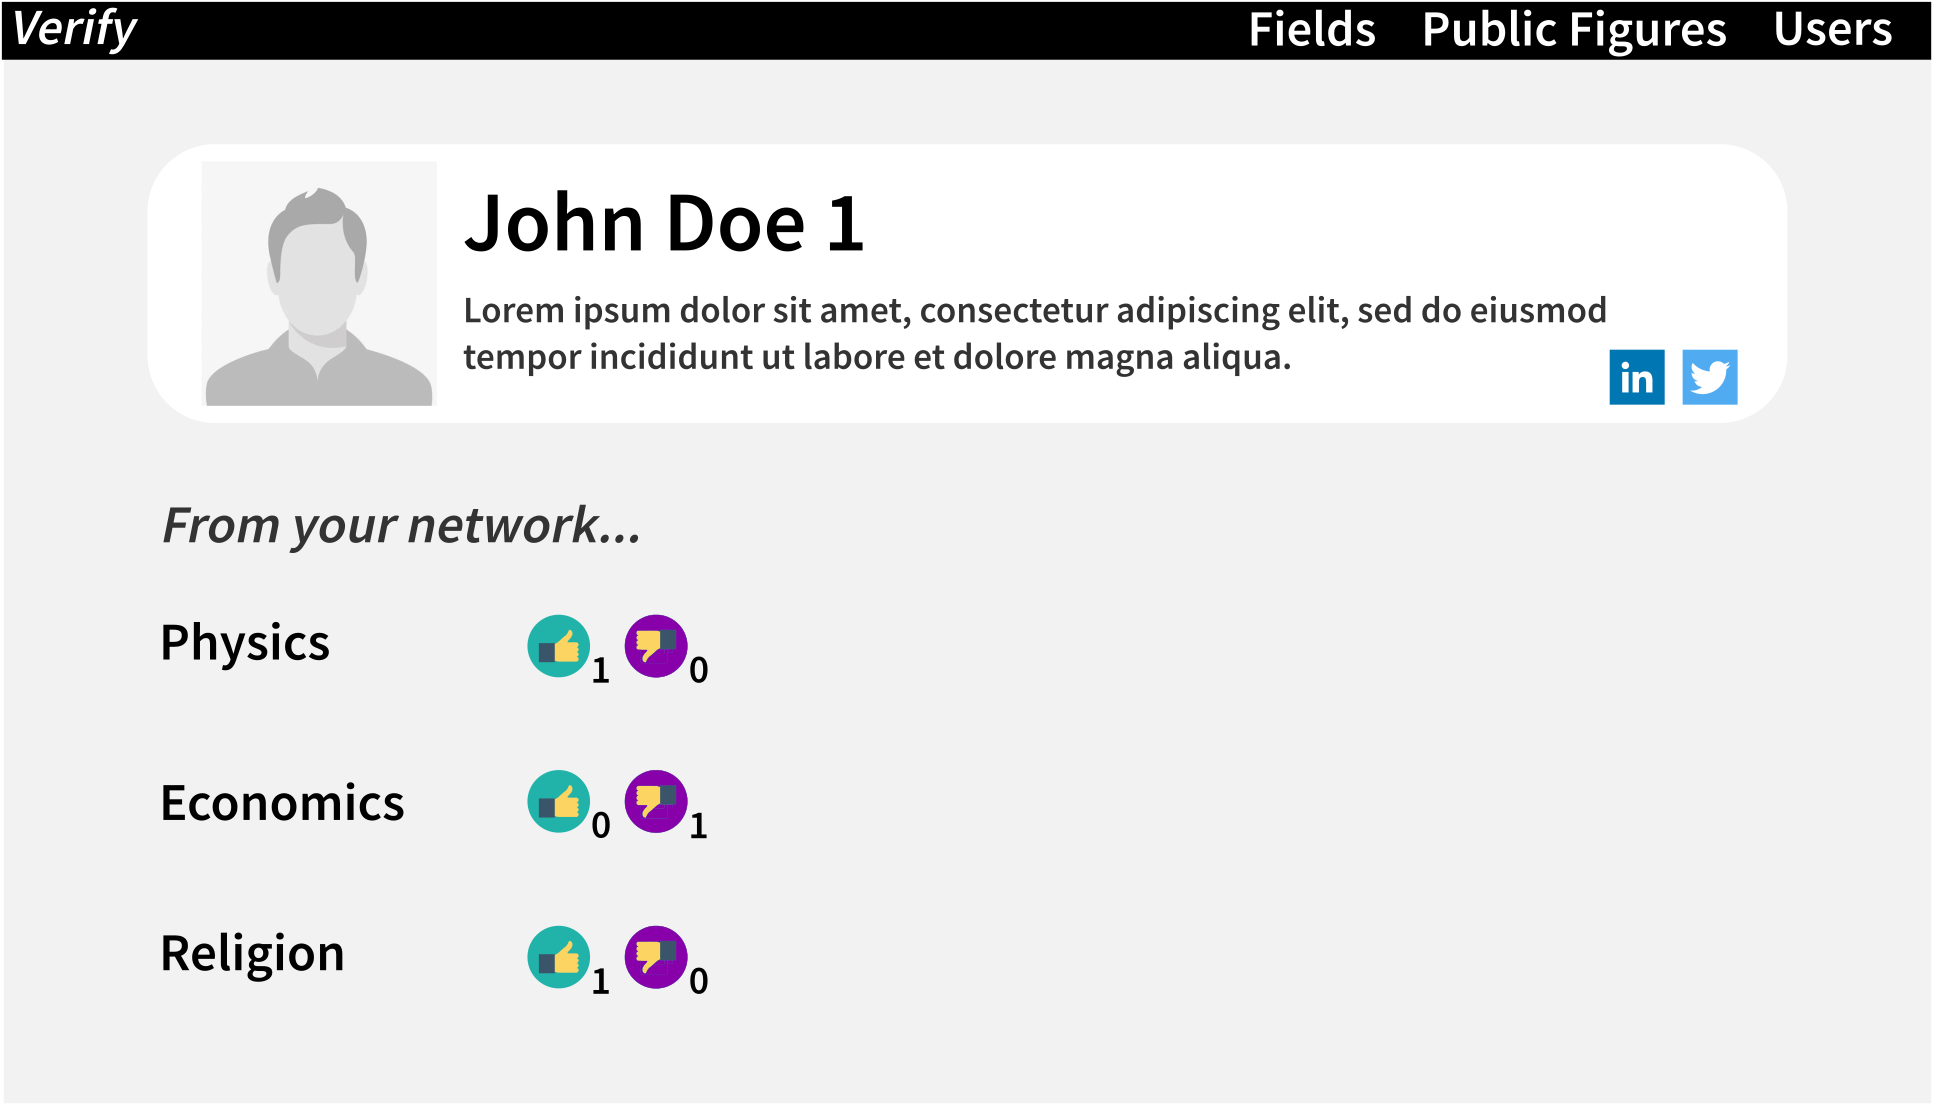 Verify
Fields Public Figures Users
John Doe 1
Lorem ipsum dolor sit amet, consectetur adipiscing elit, sed do eiusmod
tempor incididunt ut labore et dolore magna aliqua.
in
From your network...
Physics 1 0
Economics 0 1
Religion 1 0